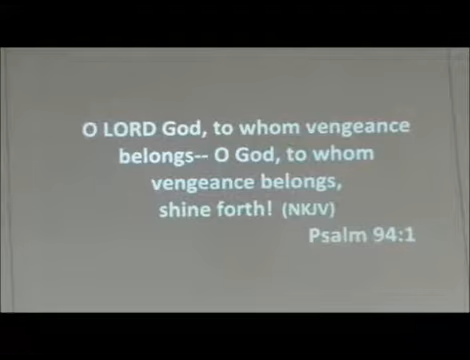 O LORD God, to whom vengeance
belongs-- O God, to whom
vengeance belongs,
shine forth! (NKJV)
Psalm 94:1